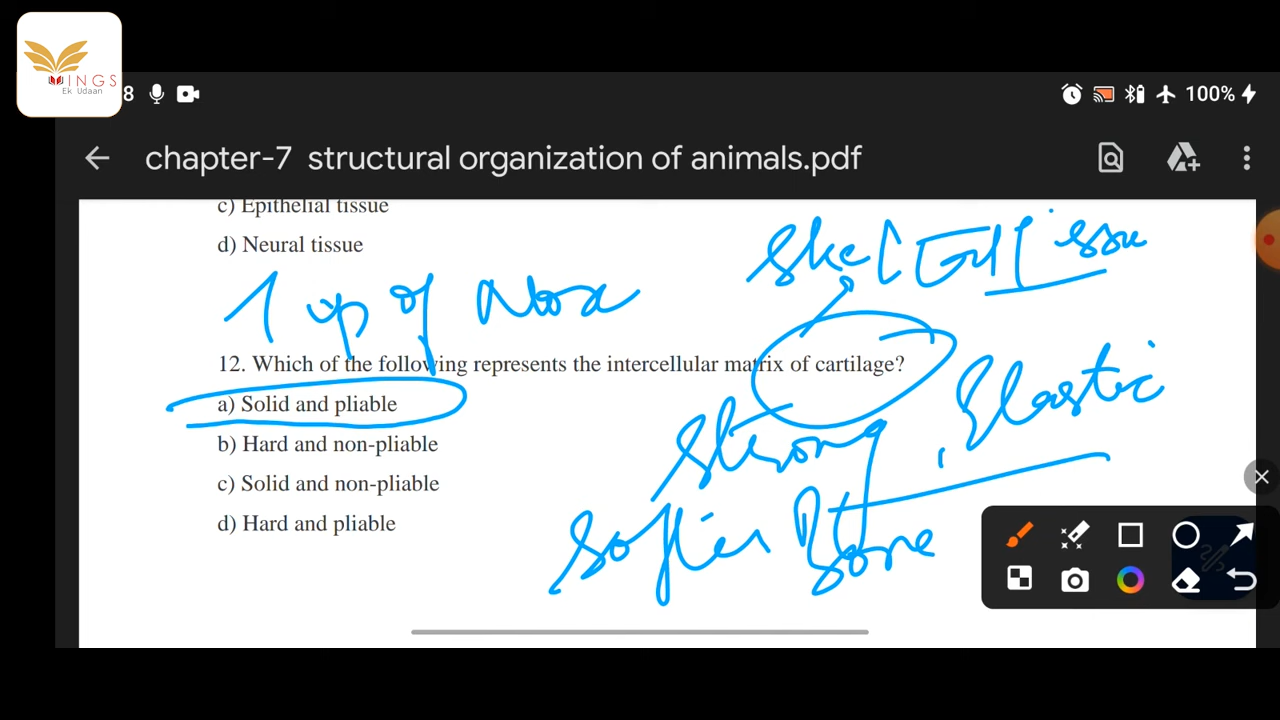 WINGS
Ek Udaan
8
100%
chapter-7 structural organization of animals.pdf
c) Epithelial tissue
d) Neural tissue
Skeletal tissue
Tip of Nose
12. Which of the following represents the intercellular matrix of cartilage?
a) Solid and pliable
b) Hard and non-pliable
c) Solid and non-pliable
d) Hard and pliable
Strong, Elastic
Softer Bone